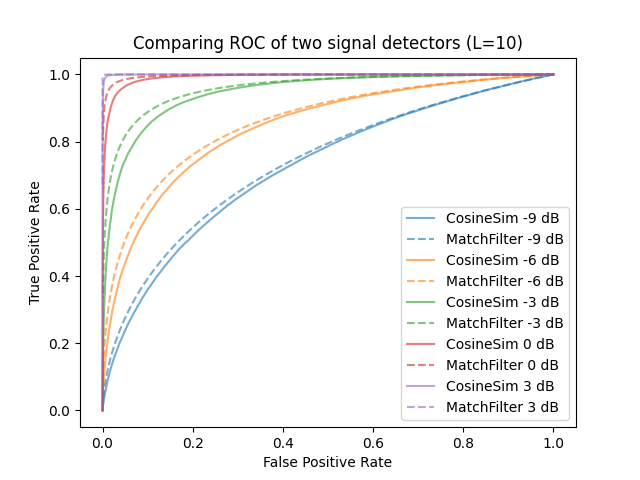 Comparing ROC of two signal detectors (L=10)
True Positive Rate
1.0
0.8
0.6
0.4
0.2
0.0
CosineSim -9 dB
MatchFilter -9 dB
CosineSim -6 dB
MatchFilter -6 dB
CosineSim -3 dB
MatchFilter -3 dB
CosineSim 0 dB
MatchFilter 0 dB
CosineSim 3 dB
MatchFilter 3 dB
0.0 0.2 0.4 0.6 0.8 1.0
False Positive Rate